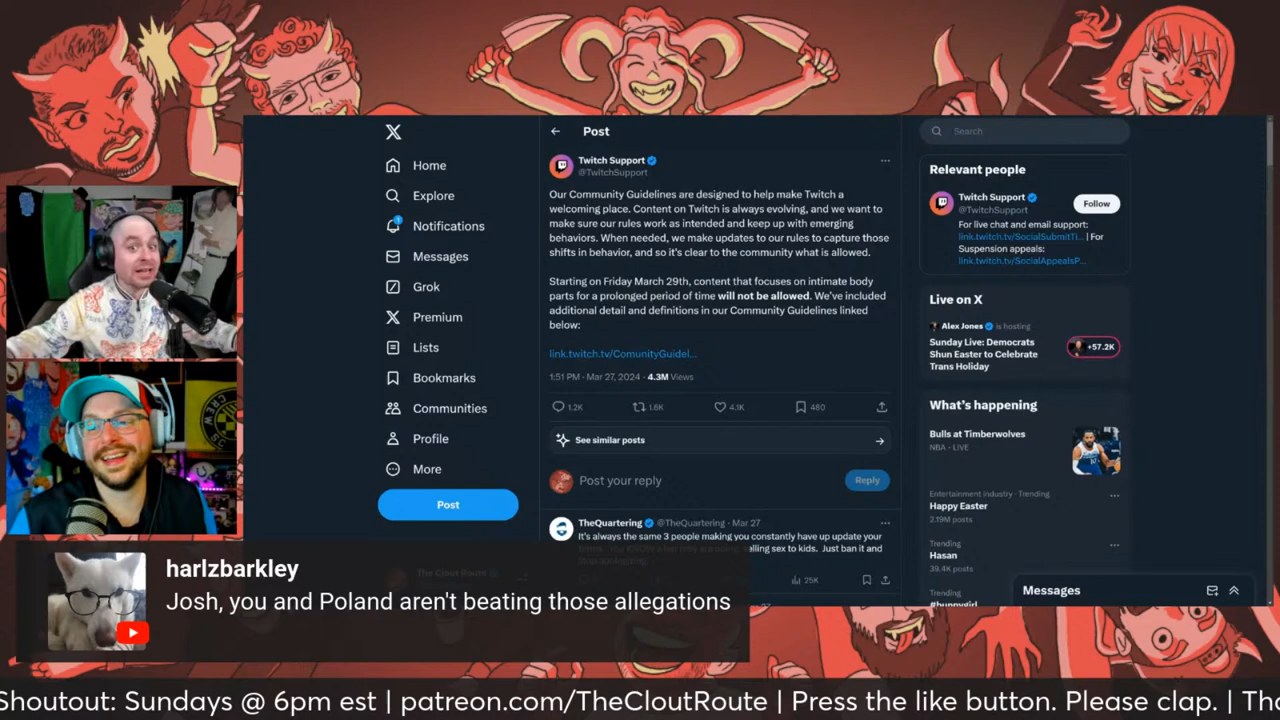 Home
Explore
Notifications
Messages
Grok
Premium
Lists
Bookmarks
Communities
Profile
More
Post
Post
Twitch Support
@TwitchSupport
Our Community Guidelines are designed to help make Twitch a
welcoming place. Content on Twitch is always evolving, and we want to
make sure our rules work as intended and keep up with emerging
behaviors. When needed, we make updates to our rules to capture those
shifts in behavior, and so it's clear to the community what is allowed.
Starting on Friday March 29th, content that focuses on intimate body
parts for a prolonged period of time will not be allowed. We've included
additional detail and definitions in our Community Guidelines linked
below:
link.twitch.tv/ComunityGuidel...
1:51 PM · Mar 27, 2024 · 4.3M Views
1.2K 1.6K 4.1K 480
See similar posts
Post your reply
Reply
TheQuartering @TheQuartering · Mar 27
It's always the same 3 people making you constantly have up update your
selling sex to kids. Just ban it and
25K
Search
Relevant people
Twitch Support
@TwitchSupport
Follow
For live chat and email support:
link.twitch.tv/SocialSubmitTi... | For
Suspension appeals:
link.twitch.tv/SocialAppealsP...
Live on X
Alex Jones is hosting
Sunday Live: Democrats
Shun Easter to Celebrate
Trans Holiday
+57.2K
What's happening
Bulls at Timberwolves
NBA · LIVE
Entertainment industry · Trending
Happy Easter
2.19M posts
Trending
Hasan
39.4K posts
Trending
#bunnygirl
Messages
The Clout Route
harlzbarkley
Josh, you and Poland aren't beating those allegations
Shoutout: Sundays @ 6pm est | patreon.com/TheCloutRoute | Press the like button. Please clap. | Tha